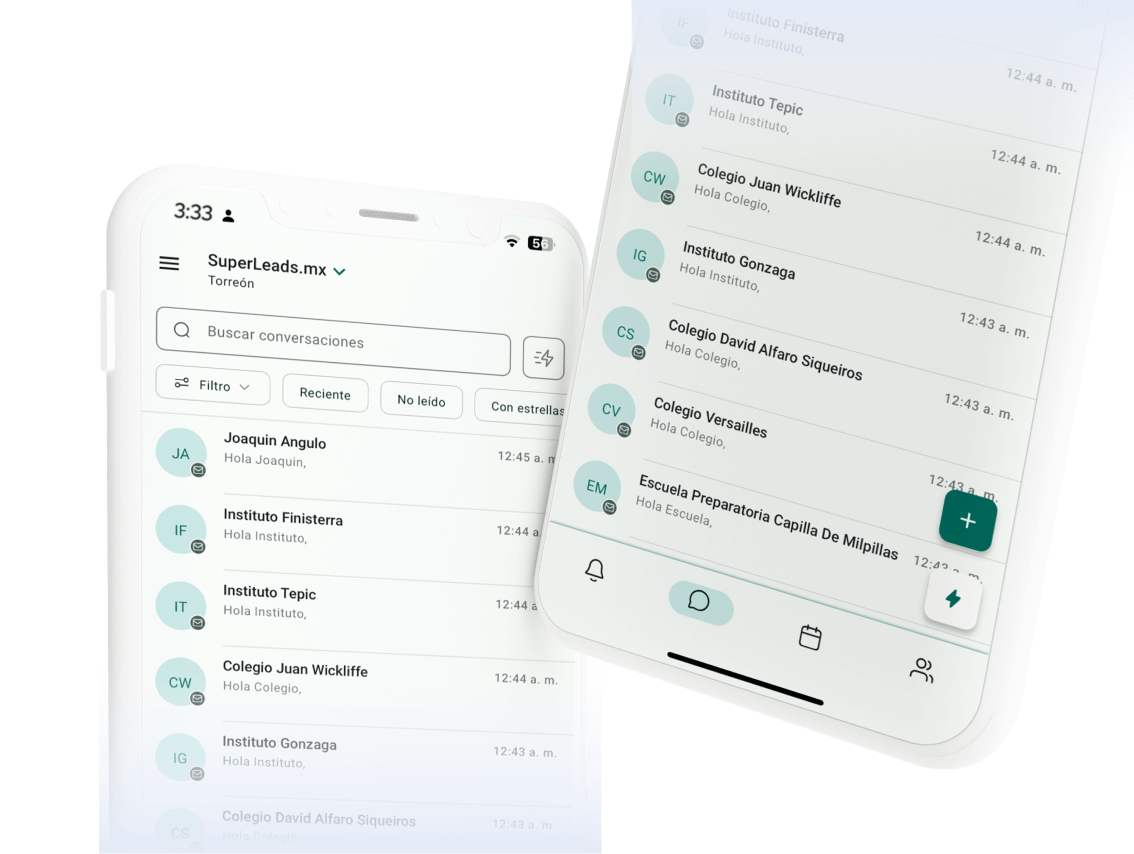 3:33
56
SuperLeads.mx
Torreón
Buscar conversaciones
Filtro
Reciente
No leído
Con estrellas
JA
Joaquin Angulo
Hola Joaquin,
12:45 a. m
IF
Instituto Finisterra
Hola Instituto,
12:44 a.
IT
Instituto Tepic
Hola Instituto,
12:44 a
CW
Colegio Juan Wickliffe
Hola Colegio,
12:44 a. m.
IG
Instituto Gonzaga
Hola Instituto,
12:43 a. m.
CS
Colegio David Alfaro Siqueiros
Hola Colegio,
12:43 a. m.
IF
Instituto Finisterra
Hola Instituto,
12:44 a. m.
IT
Instituto Tepic
Hola Instituto,
12:44 a. m.
CW
Colegio Juan Wickliffe
Hola Colegio,
12:44 a. m.
IG
Instituto Gonzaga
Hola Instituto,
12:43 a. m.
CS
Colegio David Alfaro Siqueiros
Hola Colegio,
12:43 a. m.
CV
Colegio Versailles
Hola Colegio,
12:43 a. m.
EM
Escuela Preparatoria Capilla De Milpillas
Hola Escuela,
12:43 a. m.